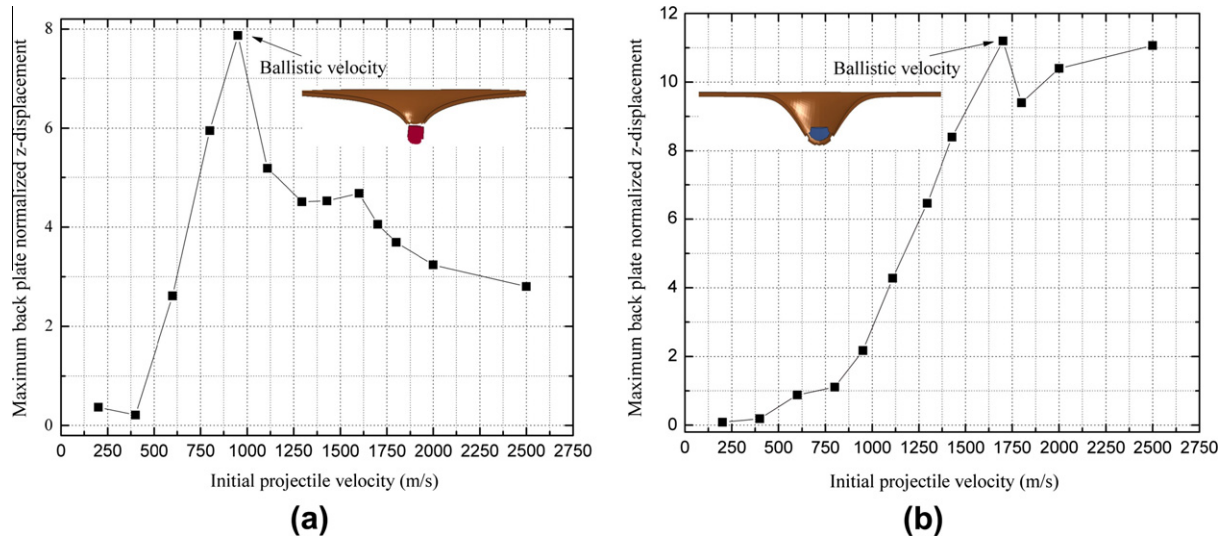 Maximum back plate normalized z-displacement
8
6
4
2
0
Ballistic velocity
0 250 500 750 1000 1250 1500 1750 2000 2250 2500 2750
Initial projectile velocity (m/s)
(a)
Maximum back plate normalized z-displacement
12
10
8
6
4
2
0
Ballistic velocity
0 250 500 750 1000 1250 1500 1750 2000 2250 2500 2750
Initial projectile velocity (m/s)
(b)